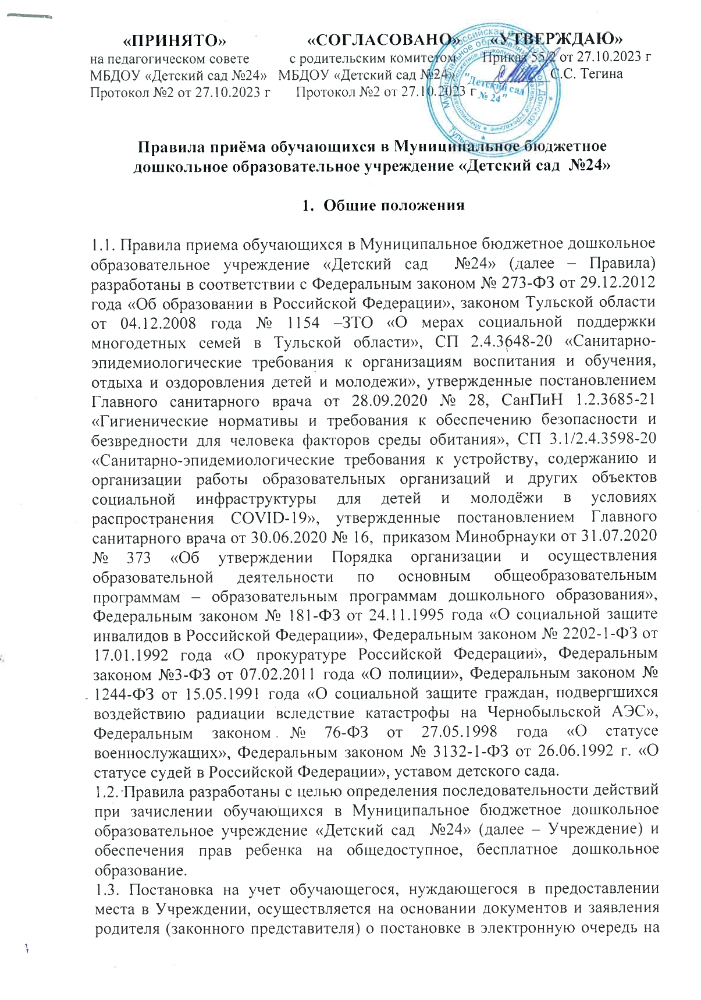 «ПРИНЯТО» «СОГЛАСОВАНО» «УТВЕРЖДАЮ»
на педагогическом совете с родительским комитетом Приказ 55/2 от 27.10.2023 г
МБДОУ «Детский сад №24» МБДОУ «Детский сад №24» С.С. Тегина
Протокол №2 от 27.10.2023 г Протокол №2 от 27.10.2023 г
"Детский сад
№ 24"
Правила приёма обучающихся в Муниципальное бюджетное
дошкольное образовательное учреждение «Детский сад №24»
1. Общие положения
1.1. Правила приема обучающихся в Муниципальное бюджетное дошкольное
образовательное учреждение «Детский сад №24» (далее – Правила)
разработаны в соответствии с Федеральным законом № 273-ФЗ от 29.12.2012
года «Об образовании в Российской Федерации», законом Тульской области
от 04.12.2008 года № 1154 –ЗТО «О мерах социальной поддержки
многодетных семей в Тульской области», СП 2.4.3648-20 «Санитарно-
эпидемиологические требования к организациям воспитания и обучения,
отдыха и оздоровления детей и молодежи», утвержденные постановлением
Главного санитарного врача от 28.09.2020 № 28, СанПиН 1.2.3685-21
«Гигиенические нормативы и требования к обеспечению безопасности и
безвредности для человека факторов среды обитания», СП 3.1/2.4.3598-20
«Санитарно-эпидемиологические требования к устройству, содержанию и
организации работы образовательных организаций и других объектов
социальной инфраструктуры для детей и молодёжи в условиях
распространения COVID-19», утвержденные постановлением Главного
санитарного врача от 30.06.2020 № 16, приказом Минобрнауки от 31.07.2020
№ 373 «Об утверждении Порядка организации и осуществления
образовательной деятельности по основным общеобразовательным
программам – образовательным программам дошкольного образования»,
Федеральным законом № 181-ФЗ от 24.11.1995 года «О социальной защите
инвалидов в Российской Федерации», Федеральным законом № 2202-1-ФЗ от
17.01.1992 года «О прокуратуре Российской Федерации», Федеральным
законом №3-ФЗ от 07.02.2011 года «О полиции», Федеральным законом №
1244-ФЗ от 15.05.1991 года «О социальной защите граждан, подвергшихся
воздействию радиации вследствие катастрофы на Чернобыльской АЭС»,
Федеральным законом № 76-ФЗ от 27.05.1998 года «О статусе
военнослужащих», Федеральным законом № 3132-1-ФЗ от 26.06.1992 г. «О
статусе судей в Российской Федерации», уставом детского сада.
1.2. Правила разработаны с целью определения последовательности действий
при зачислении обучающихся в Муниципальное бюджетное дошкольное
образовательное учреждение «Детский сад №24» (далее – Учреждение) и
обеспечения прав ребенка на общедоступное, бесплатное дошкольное
образование.
1.3. Постановка на учет обучающегося, нуждающегося в предоставлении
места в Учреждении, осуществляется на основании документов и заявления
родителя (законного представителя) о постановке в электронную очередь на